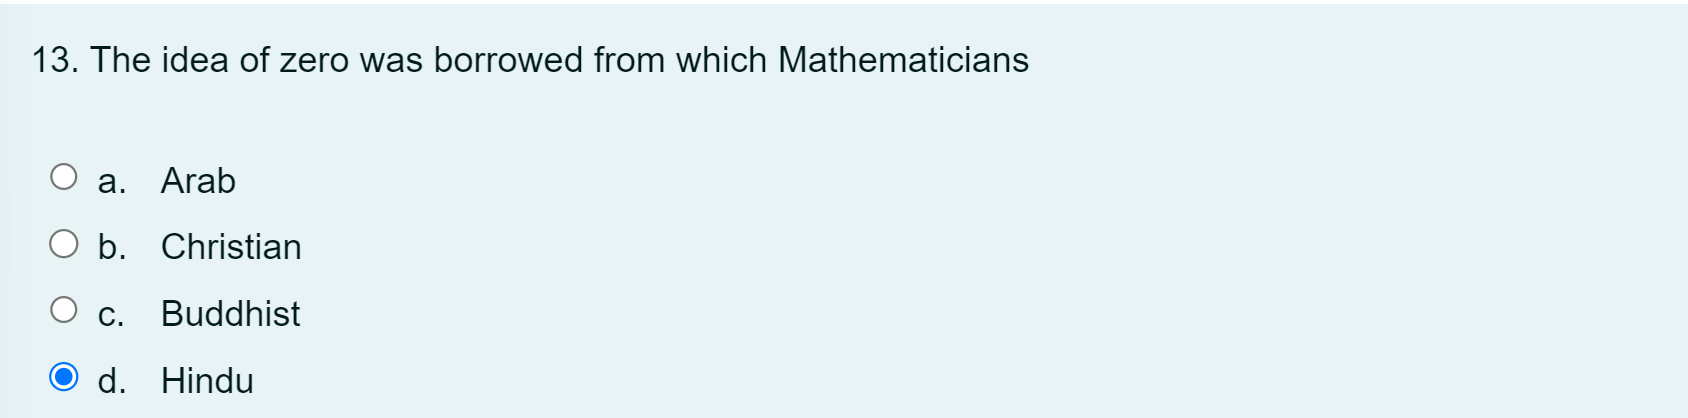 13. The idea of zero was borrowed from which Mathematicians
a. Arab
b. Christian
c. Buddhist
d. Hindu